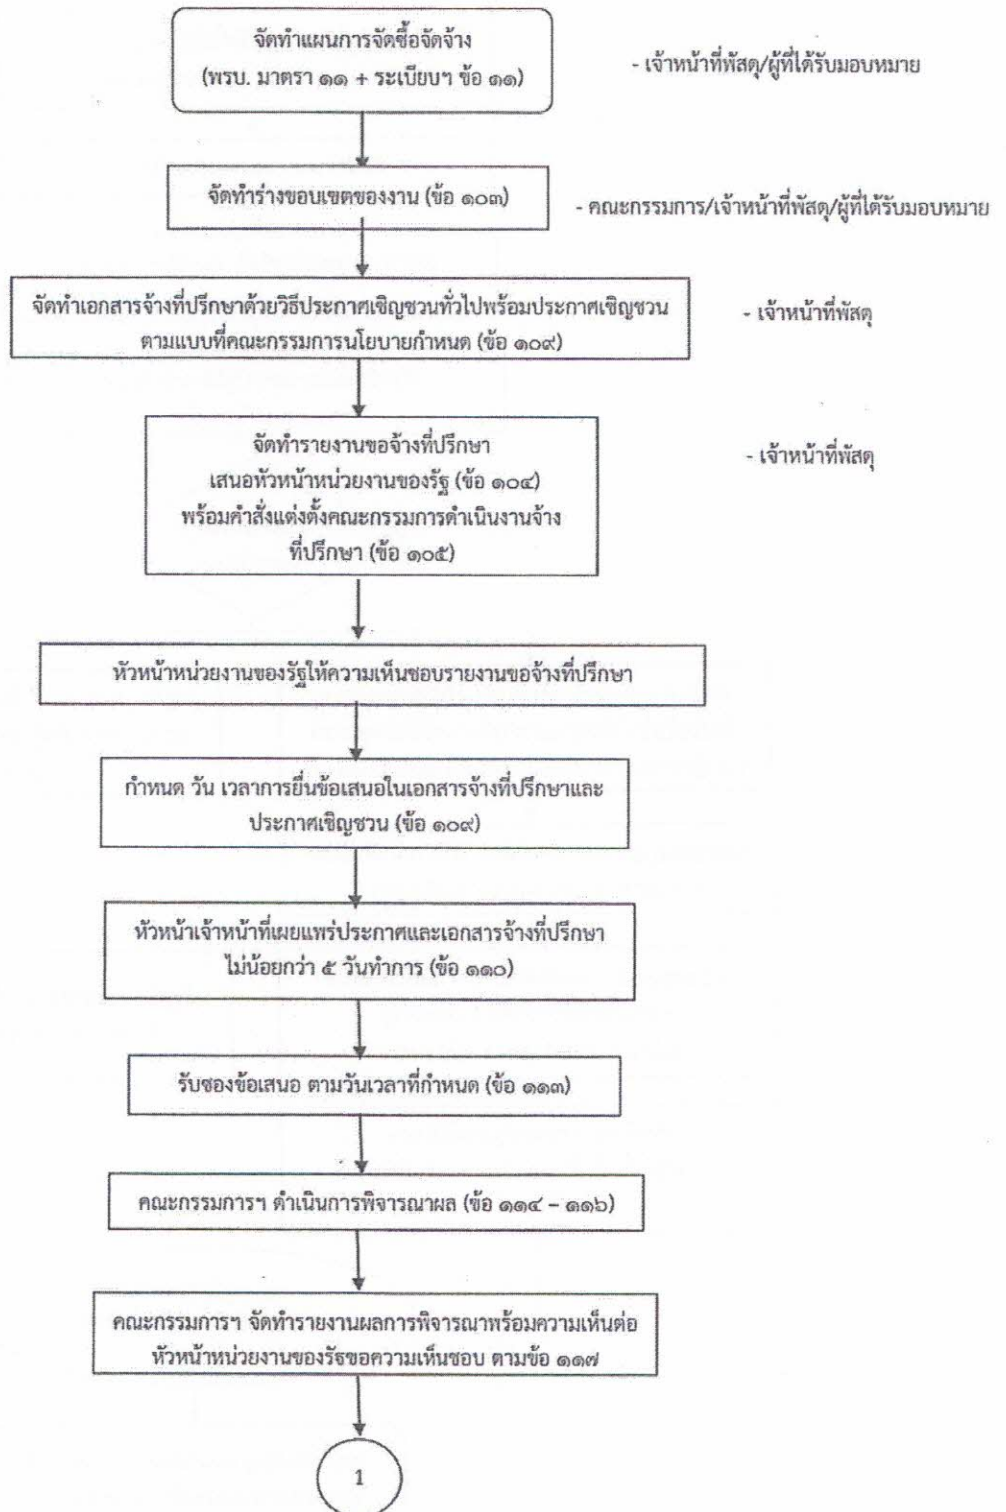 จัดทำแผนการจัดซื้อจัดจ้าง
(พรบ. มาตรา ๑๑ + ระเบียบฯ ข้อ ๑๑)
- เจ้าหน้าที่พัสดุ/ผู้ที่ได้รับมอบหมาย
จัดทำร่างขอบเขตของงาน (ข้อ ๑๐๓)
- คณะกรรมการ/เจ้าหน้าที่พัสดุ/ผู้ที่ได้รับมอบหมาย
จัดทำเอกสารจ้างที่ปรึกษาด้วยวิธีประกาศเชิญชวนทั่วไปพร้อมประกาศเชิญชวน
ตามแบบที่คณะกรรมการนโยบายกำหนด (ข้อ ๑๐๙)
- เจ้าหน้าที่พัสดุ
จัดทำรายงานขอจ้างที่ปรึกษา
เสนอหัวหน้าหน่วยงานของรัฐ (ข้อ ๑๐๔)
พร้อมคำสั่งแต่งตั้งคณะกรรมการดำเนินงานจ้าง
ที่ปรึกษา (ข้อ ๑๐๕)
- เจ้าหน้าที่พัสดุ
หัวหน้าหน่วยงานของรัฐให้ความเห็นชอบรายงานขอจ้างที่ปรึกษา
กำหนด วัน เวลาการยื่นข้อเสนอในเอกสารจ้างที่ปรึกษาและ
ประกาศเชิญชวน (ข้อ ๑๐๙)
หัวหน้าเจ้าหน้าที่เผยแพร่ประกาศและเอกสารจ้างที่ปรึกษา
ไม่น้อยกว่า ๕ วันทำการ (ข้อ ๑๑๐)
รับซองข้อเสนอ ตามวันเวลาที่กำหนด (ข้อ ๑๑๓)
คณะกรรมการฯ ดำเนินการพิจารณาผล (ข้อ ๑๑๔ – ๑๑๖)
คณะกรรมการฯ จัดทำรายงานผลการพิจารณาพร้อมความเห็นต่อ
หัวหน้าหน่วยงานของรัฐขอความเห็นชอบ ตามข้อ ๑๑๗
1